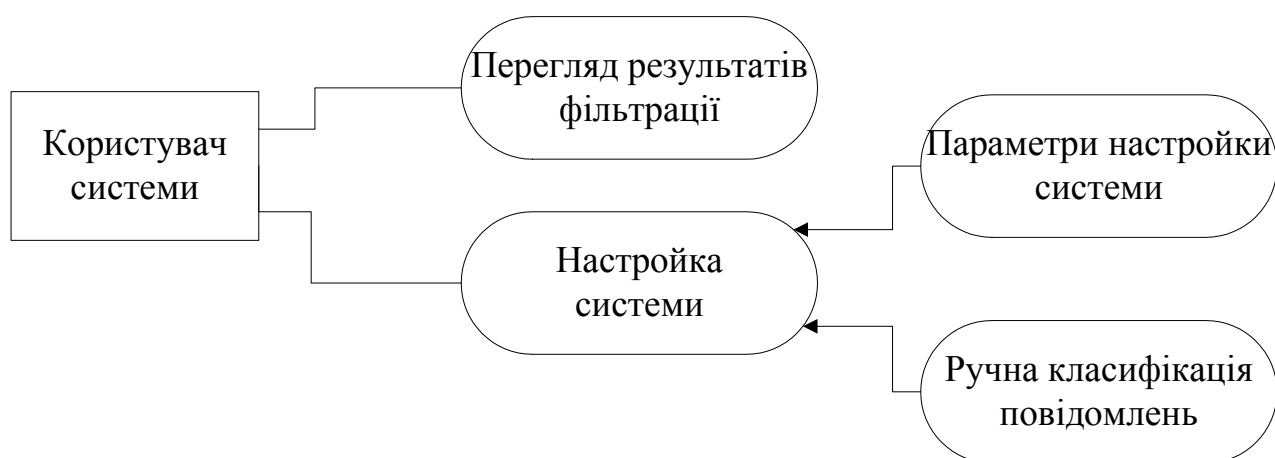 Перегляд результатів
фільтрації
Користувач
системи
Параметри настройки
системи
Настройка
системи
Ручна класифікація
повідомлень